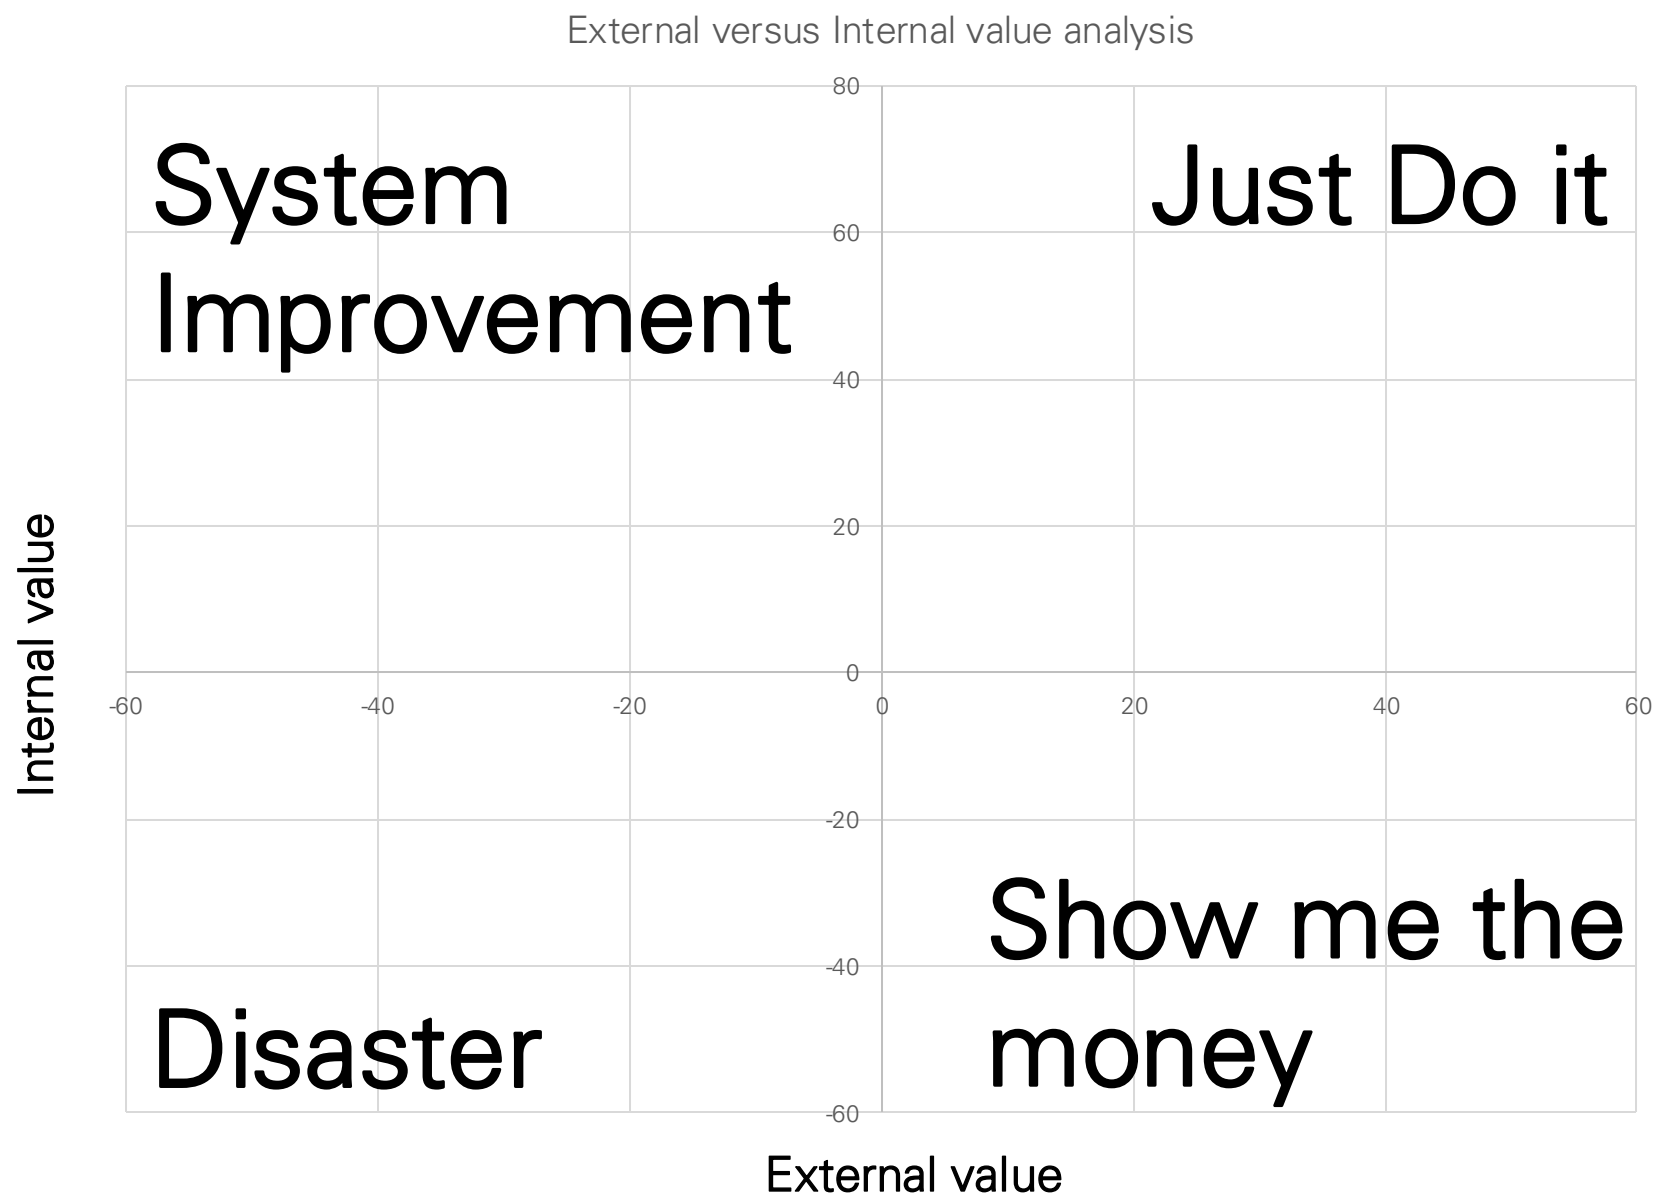 External versus Internal value analysis
80
System
Just Do it
60
Improvement
40
20
0
-60
-40
-20
0
20
40
60
-20
Show me the
-40
money
Disaster
-60
Internal value
External value